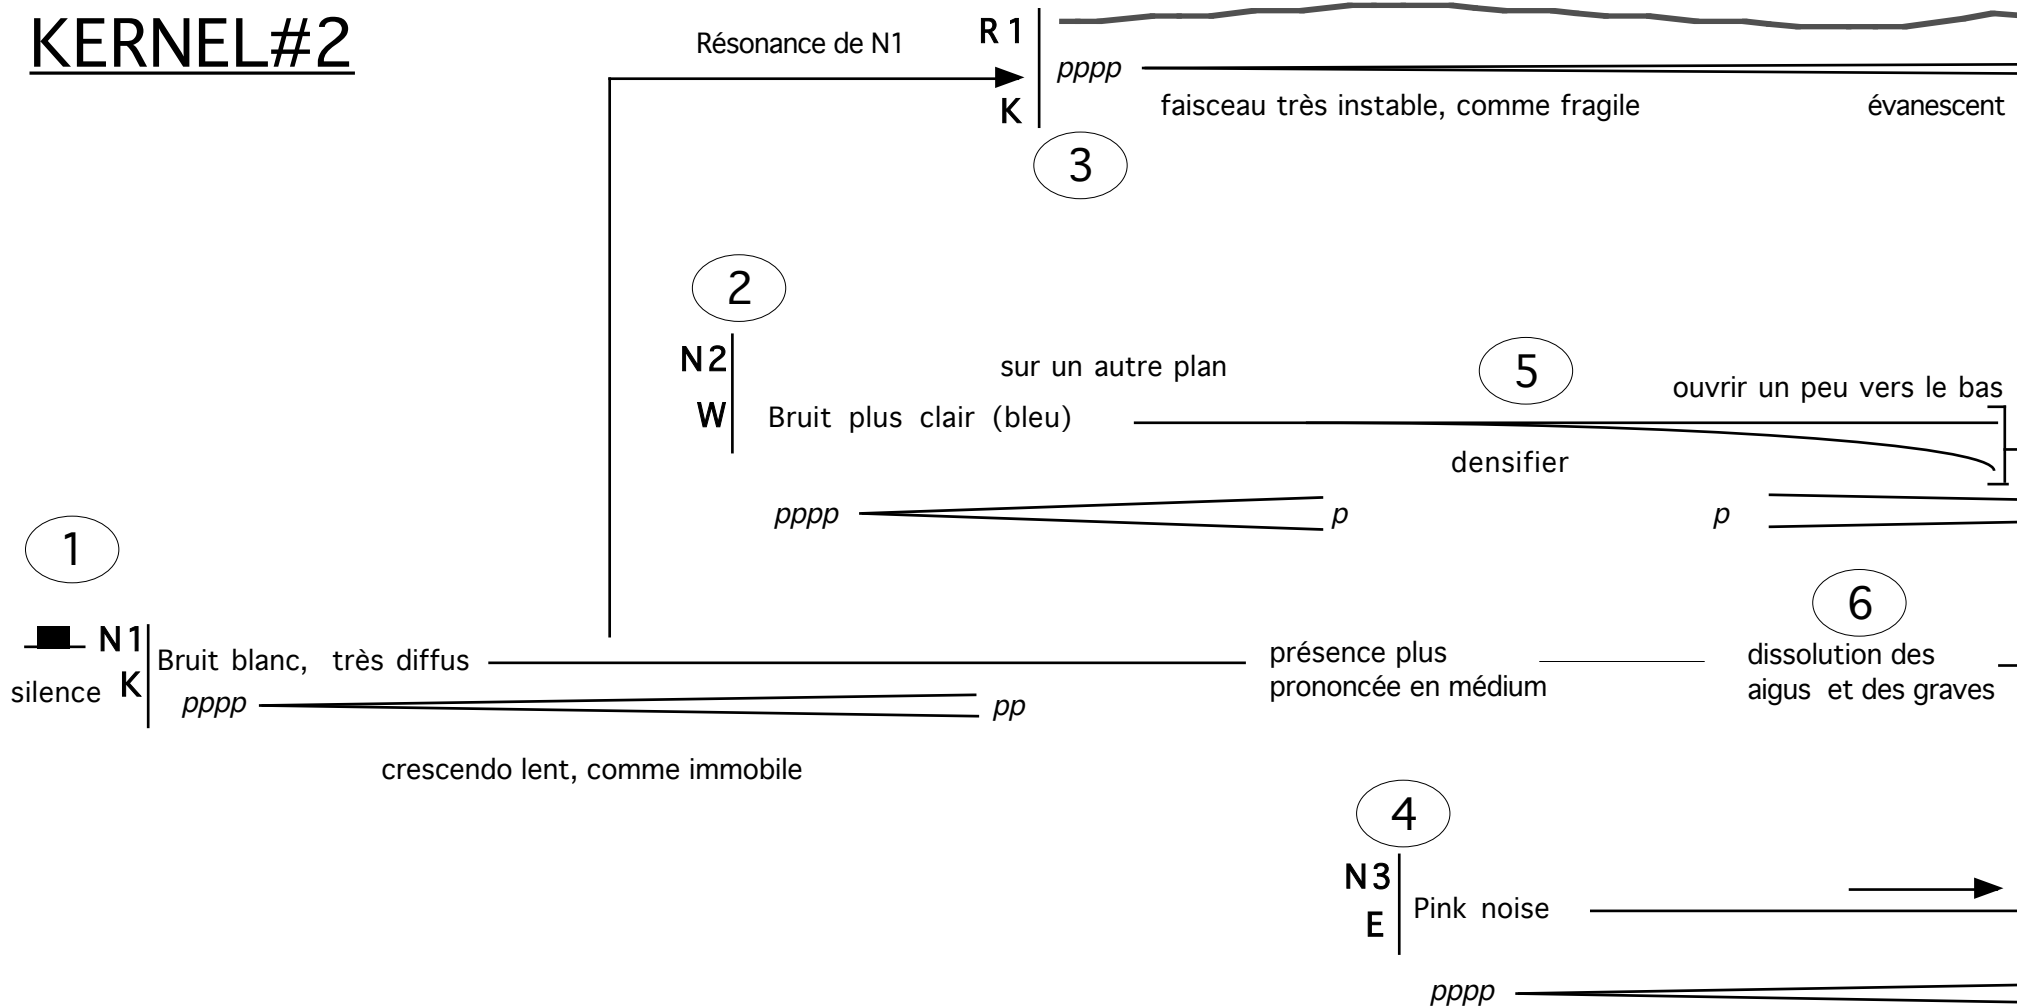 KERNEL#2
Résonance de N1
R1
K
pppp
faisceau très instable, comme fragile
évanescent
3
2
N2
W
sur un autre plan
Bruit plus clair (bleu)
5
ouvrir un peu vers le bas
densifier
pppp
p
p
1
silence
N1
K
Bruit blanc, très diffus
pppp
pp
crescendo lent, comme immobile
présence plus
prononcée en médium
6
dissolution des
aigus et des graves
4
N3
E
Pink noise
pppp